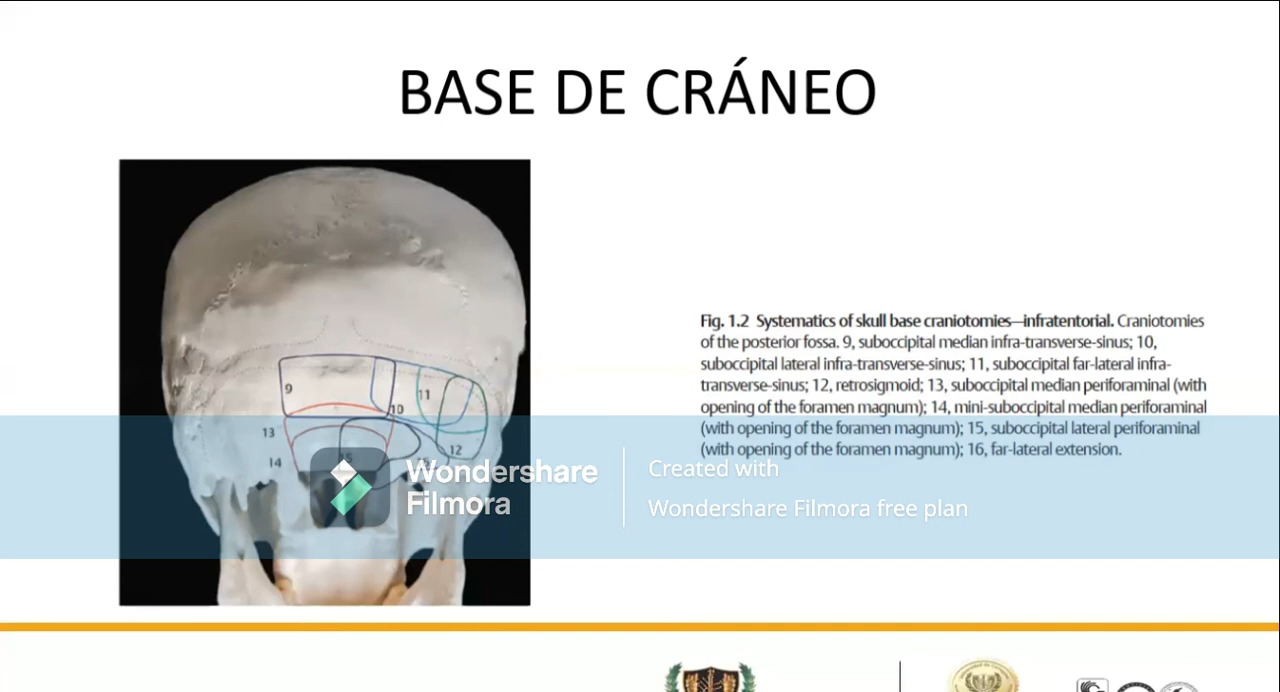 BASE DE CRÁNEO
9
10
11
12
13
14
15
Fig. 1.2 Systematics of skull base craniotomies—infratentorial. Craniotomies
of the posterior fossa. 9, suboccipital median infra-transverse-sinus; 10,
suboccipital lateral infra-transverse-sinus; 11, suboccipital far-lateral infra-
transverse-sinus; 12, retrosigmoid; 13, suboccipital median periforaminal (with
opening of the foramen magnum); 14, mini-suboccipital median periforaminal
(with opening of the foramen magnum); 15, suboccipital lateral periforaminal
(with opening of the foramen magnum); 16, far-lateral extension.
Wondershare
Filmora
Created with
Wondershare Filmora free plan